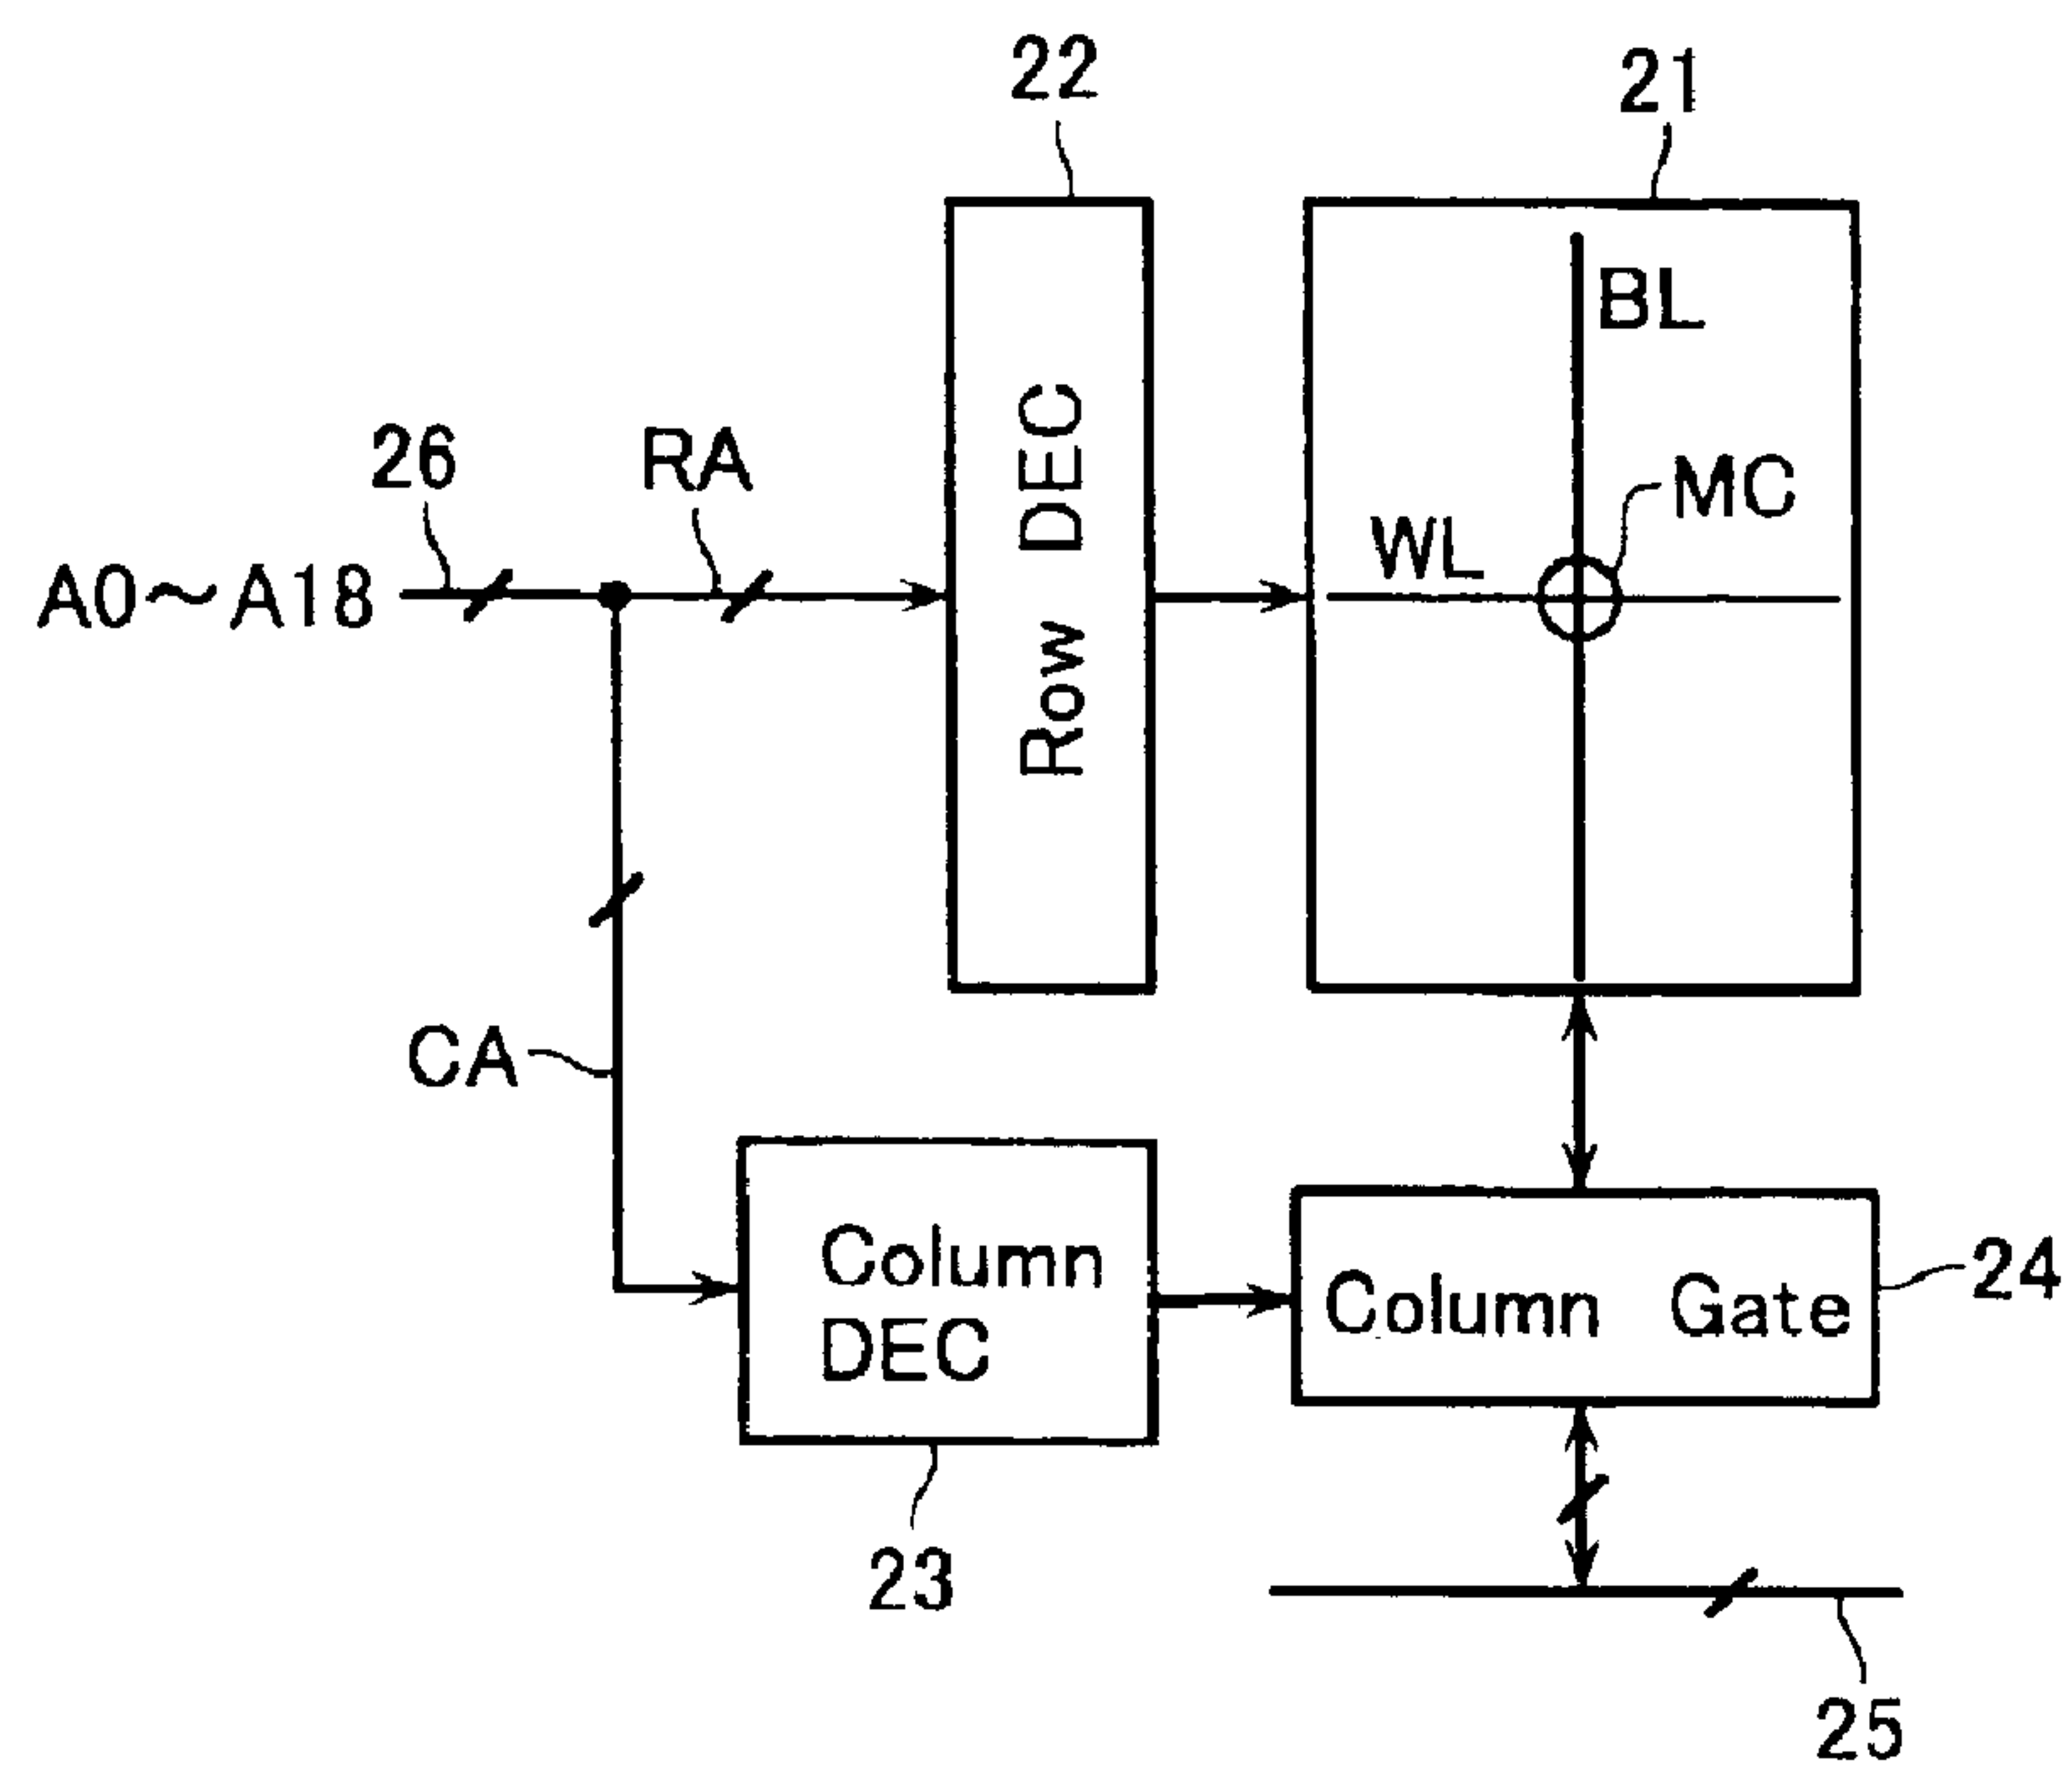 22
21
BL
26
RA
MC
WL
A0~A18
Row DEC
CA
Column
DEC
Column Gate
24
23
25